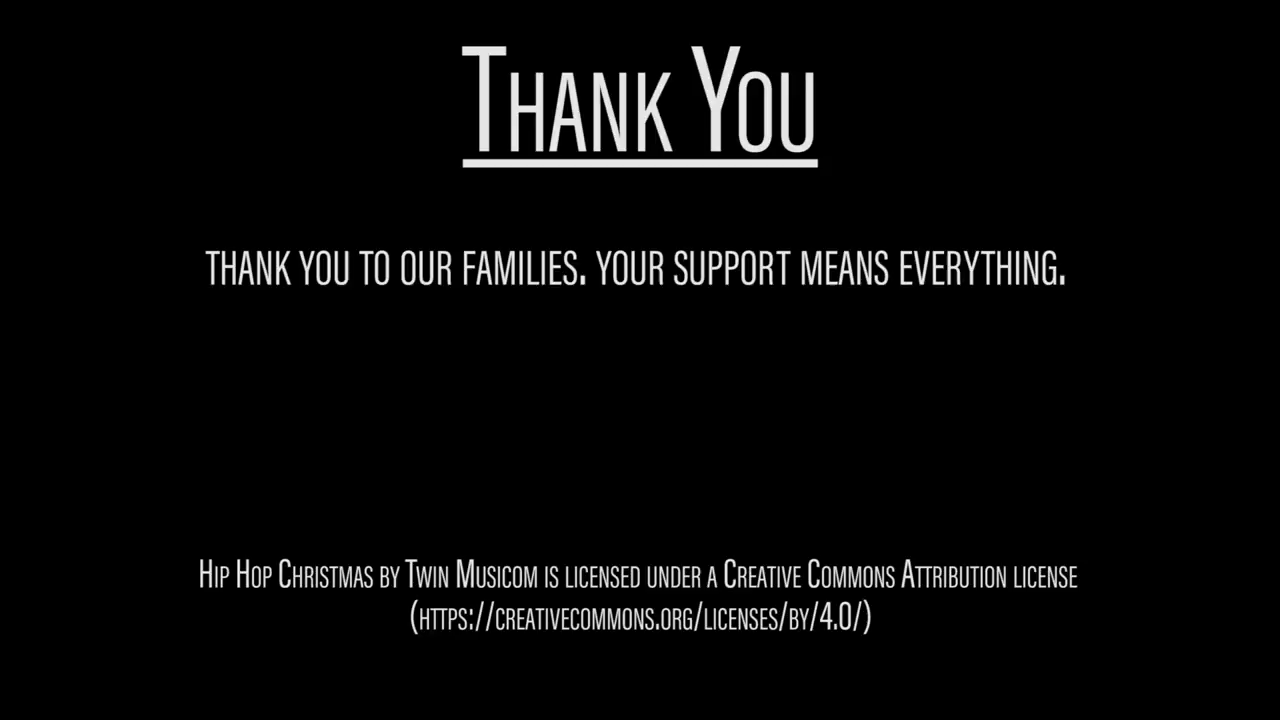 Thank You
THANK YOU TO OUR FAMILIES. YOUR SUPPORT MEANS EVERYTHING.
Hip Hop Christmas by Twin Musicom is licensed under a Creative Commons Attribution license
(https://creativecommons.org/licenses/by/4.0/)